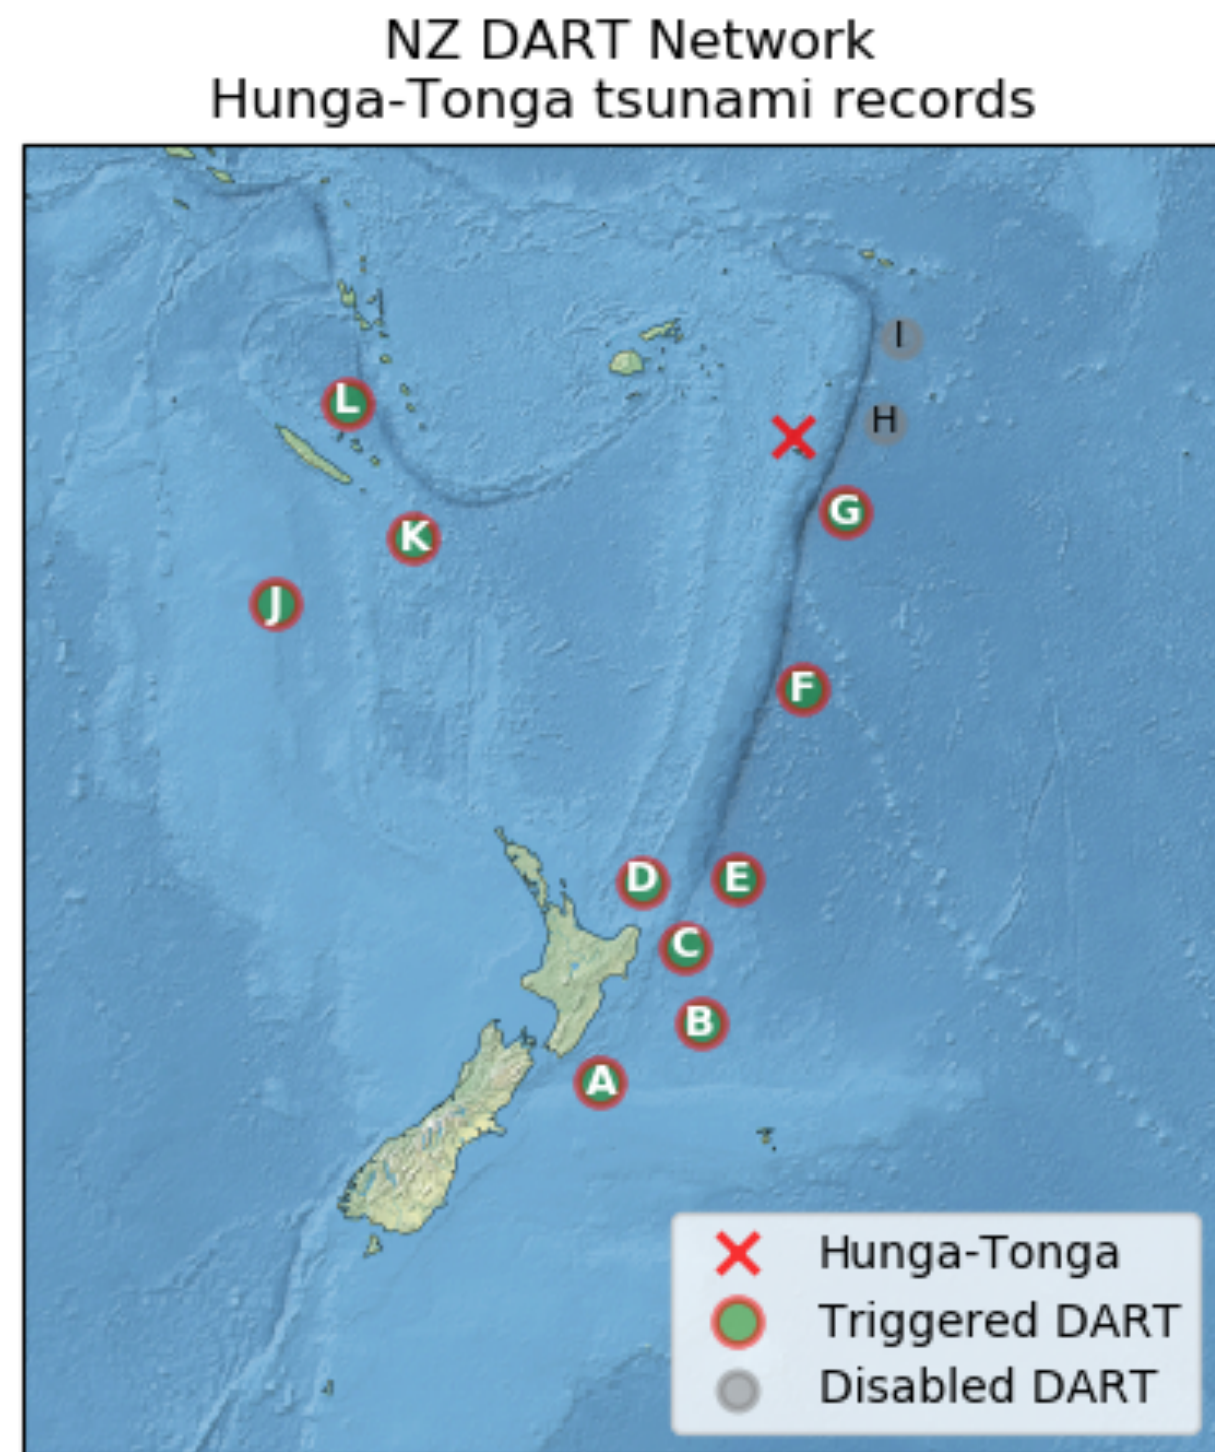 NZ DART Network
Hunga-Tonga tsunami records
I
L
H
G
K
J
F
D
E
C
B
A
Hunga-Tonga
Triggered DART
Disabled DART